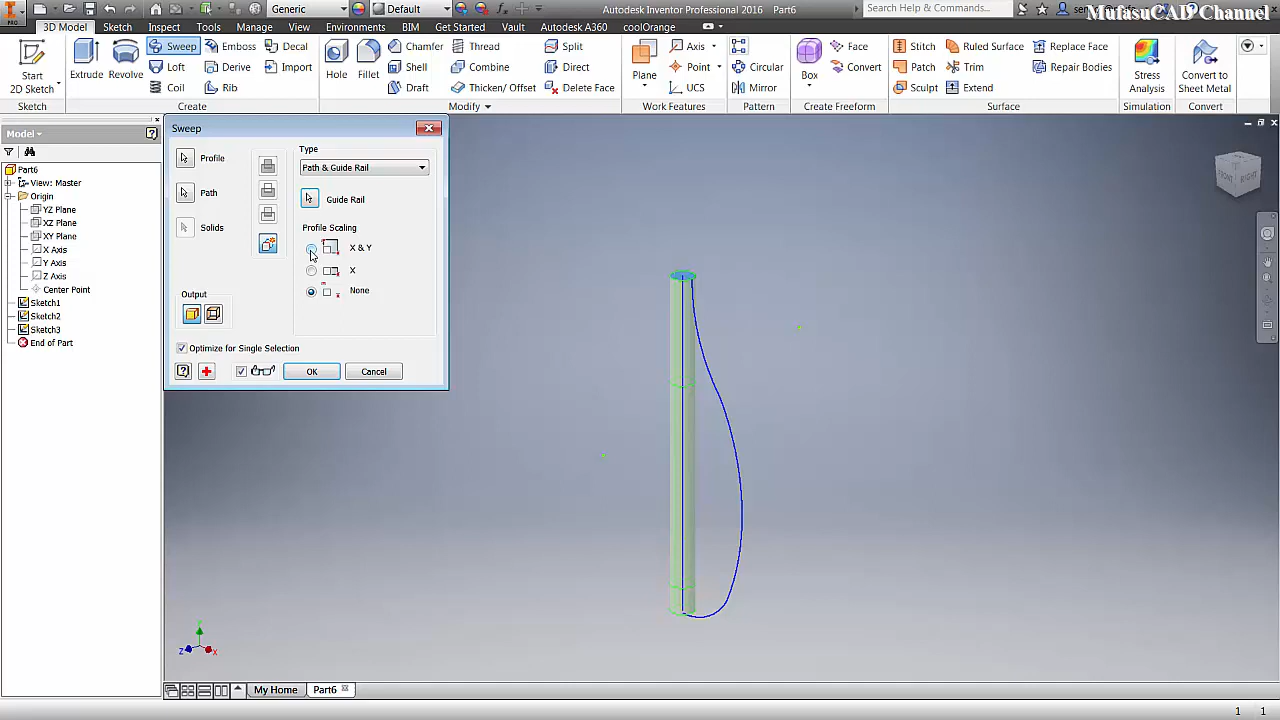 Generic
Default
Autodesk Inventor Professional 2016 Part6
Search Help & Commands...
MufasuCAD Channel
PRO
3D Model Sketch Inspect Tools Manage View Environments BIM Get Started Vault Autodesk A360 coolOrange
Start
2D Sketch
Sketch
Extrude
Revolve
Sweep Emboss Decal
Loft Derive Import
Coil Rib
Create
Hole
Fillet
Chamfer Thread Split
Shell Combine Direct
Draft Thicken/ Offset Delete Face
Modify
Plane
Axis
Point
UCS
Work Features
Circular
Mirror
Pattern
Box
Face
Convert
Create Freeform
Stitch Ruled Surface Replace Face
Patch Trim Repair Bodies
Sculpt Extend
Surface
Stress
Analysis
Simulation
Convert to
Sheet Metal
Convert
Model
Part6
View: Master
Origin
YZ Plane
XZ Plane
XY Plane
X Axis
Y Axis
Z Axis
Center Point
Sketch1
Sketch2
Sketch3
End of Part
Sweep
Profile
Path
Solids
Output
Type
Path & Guide Rail
Guide Rail
Profile Scaling
X & Y
X
None
Optimize for Single Selection
OK
Cancel
FRONT
RIGHT
Y
Z
X
My Home
Part6
1 1